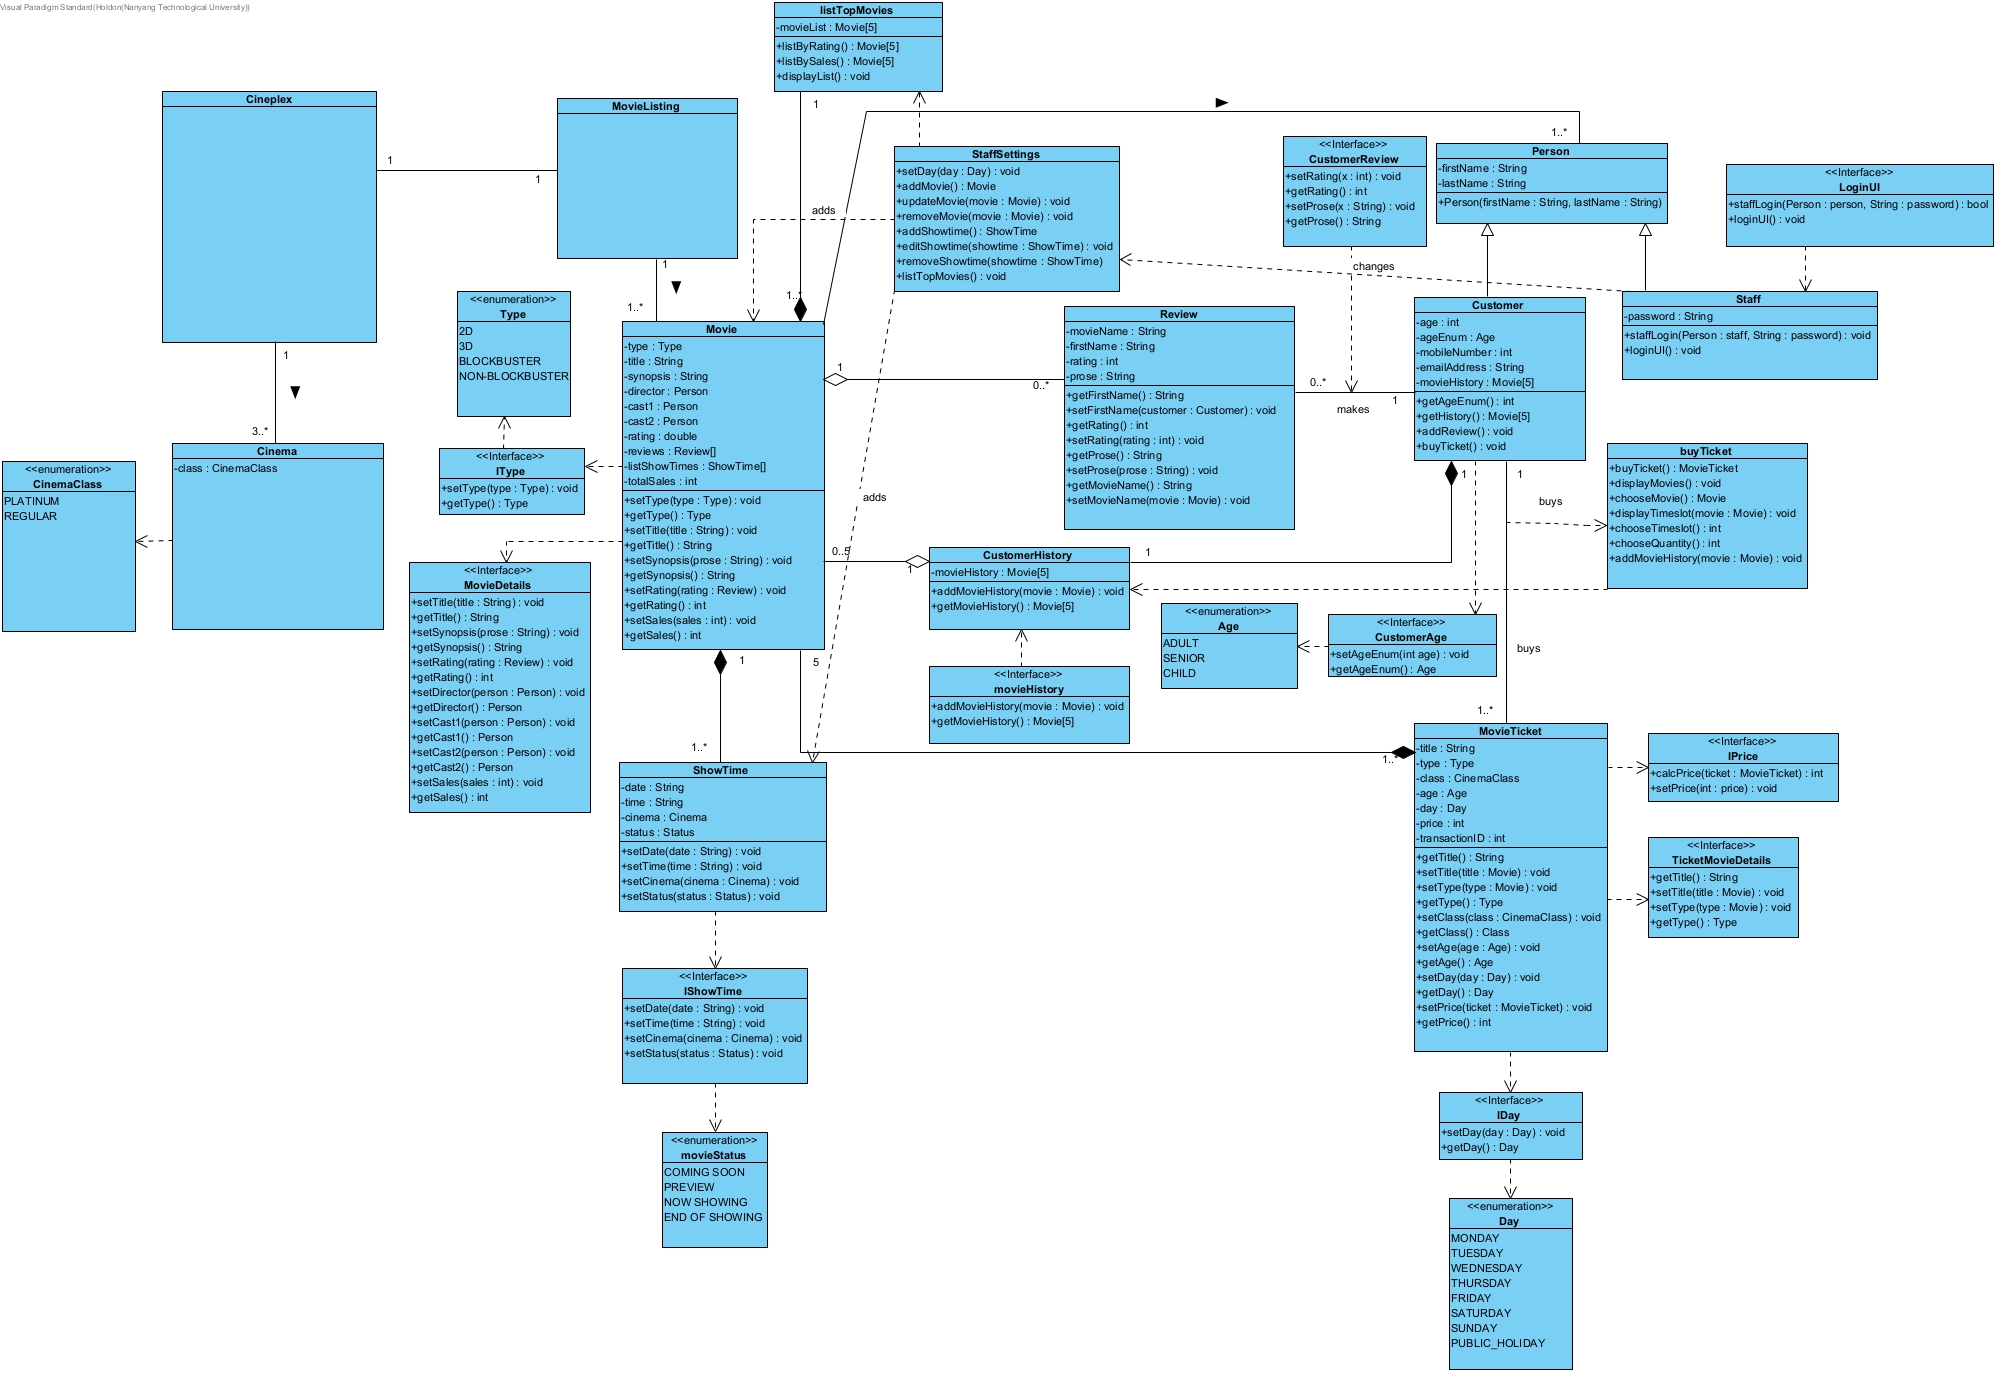 Visual Paradigm Standard(Holdon(Nanyang Technological University))
listTopMovies
-movieList : Movie[5]
+listByRating() : Movie[5]
+listBySales() : Movie[5]
+displayList() : void
Cineplex
MovieListing
1
1
1
1..*
1
1..*
1
3..*
StaffSettings
+setDay(day : Day) : void
+addMovie() : Movie
+updateMovie(movie : Movie) : void
+removeMovie(movie : Movie) : void
+addShowtime() : ShowTime
+editShowtime(showtime : ShowTime) : void
+removeShowtime(showtime : ShowTime)
+listTopMovies() : void
adds
adds
<<Interface>>
CustomerReview
+setRating(x : int) : void
+getRating() : int
+setProse(x : String) : void
+getProse() : String
changes
1..*
Person
-firstName : String
-lastName : String
+Person(firstName : String, lastName : String)
<<Interface>>
LoginUI
+staffLogin(Person : person, String : password) : bool
+loginUI() : void
Staff
-password : String
+staffLogin(Person : staff, String : password) : void
+loginUI() : void
<<enumeration>>
Type
2D
3D
BLOCKBUSTER
NON-BLOCKBUSTER
<<Interface>>
IType
+setType(type : Type) : void
+getType() : Type
1..*
Movie
-type : Type
-title : String
-synopsis : String
-director : Person
-cast1 : Person
-cast2 : Person
-rating : double
-reviews : Review[]
-listShowTimes : ShowTime[]
-totalSales : int
+setType(type : Type) : void
+getType() : Type
+setTitle(title : String) : void
+getTitle() : String
+setSynopsis(prose : String) : void
+getSynopsis() : String
+setRating(rating : Review) : void
+getRating() : int
+setSales(sales : int) : void
+getSales() : int
1
0..*
Review
-movieName : String
-firstName : String
-rating : int
-prose : String
+getFirstName() : String
+setFirstName(customer : Customer) : void
+getRating() : int
+setRating(rating : int) : void
+getProse() : String
+setProse(prose : String) : void
+getMovieName() : String
+setMovieName(movie : Movie) : void
0..*
makes
1
Customer
-age : int
-ageEnum : Age
-mobileNumber : int
-emailAddress : String
-movieHistory : Movie[5]
+getAgeEnum() : int
+getHistory() : Movie[5]
+addReview() : void
+buyTicket() : void
1
1
buys
buys
1..*
buyTicket
+buyTicket() : MovieTicket
+displayMovies() : void
+chooseMovie() : Movie
+displayTimeslot(movie : Movie) : void
+chooseTimeslot() : int
+chooseQuantity() : int
+addMovieHistory(movie : Movie) : void
Cinema
-class : CinemaClass
<<enumeration>>
CinemaClass
PLATINUM
REGULAR
<<Interface>>
MovieDetails
+setTitle(title : String) : void
+getTitle() : String
+setSynopsis(prose : String) : void
+getSynopsis() : String
+setRating(rating : Review) : void
+getRating() : int
+setDirector(person : Person) : void
+getDirector() : Person
+setCast1(person : Person) : void
+getCast1() : Person
+setCast2(person : Person) : void
+getCast2() : Person
+setSales(sales : int) : void
+getSales() : int
0..5
1
1
CustomerHistory
-movieHistory : Movie[5]
+addMovieHistory(movie : Movie) : void
+getMovieHistory() : Movie[5]
<<Interface>>
movieHistory
+addMovieHistory(movie : Movie) : void
+getMovieHistory() : Movie[5]
<<enumeration>>
Age
ADULT
SENIOR
CHILD
<<Interface>>
CustomerAge
+setAgeEnum(int age) : void
+getAgeEnum() : Age
1
5
1..*
1..*
ShowTime
-date : String
-time : String
-cinema : Cinema
-status : Status
+setDate(date : String) : void
+setTime(time : String) : void
+setCinema(cinema : Cinema) : void
+setStatus(status : Status) : void
<<Interface>>
IShowTime
+setDate(date : String) : void
+setTime(time : String) : void
+setCinema(cinema : Cinema) : void
+setStatus(status : Status) : void
<<enumeration>>
movieStatus
COMING SOON
PREVIEW
NOW SHOWING
END OF SHOWING
MovieTicket
-title : String
-type : Type
-class : CinemaClass
-age : Age
-day : Day
-price : int
-transactionID : int
+getTitle() : String
+setTitle(title : Movie) : void
+setType(type : Movie) : void
+getType() : Type
+setClass(class : CinemaClass) : void
+getClass() : Class
+setAge(age : Age) : void
+getAge() : Age
+setDay(day : Day) : void
+getDay() : Day
+setPrice(ticket : MovieTicket) : void
+getPrice() : int
<<Interface>>
IPrice
+calcPrice(ticket : MovieTicket) : int
+setPrice(int : price) : void
<<Interface>>
TicketMovieDetails
+getTitle() : String
+setTitle(title : Movie) : void
+setType(type : Movie) : void
+getType() : Type
<<Interface>>
IDay
+setDay(day : Day) : void
+getDay() : Day
<<enumeration>>
Day
MONDAY
TUESDAY
WEDNESDAY
THURSDAY
FRIDAY
SATURDAY
SUNDAY
PUBLIC_HOLIDAY